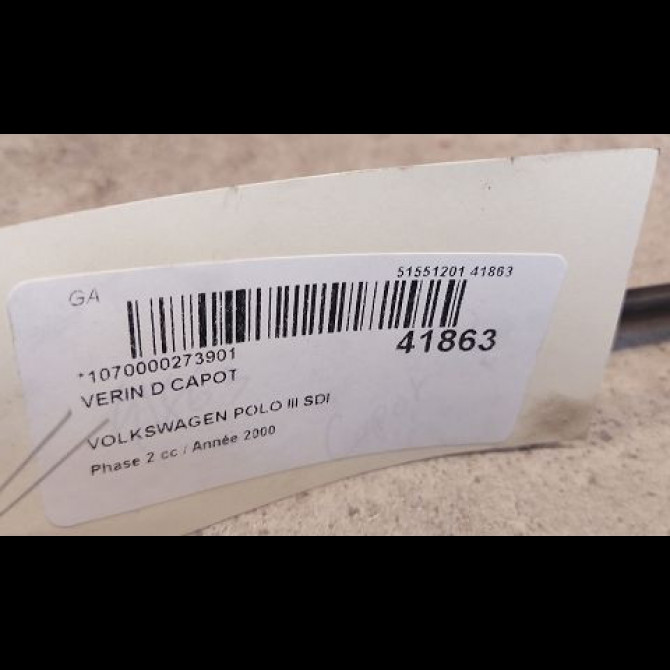 GA
51551201 41863
*1070000273901
41863
VERIN D CAPOT
VOLKSWAGEN POLO III SDI
Phase 2 cc / Année 2000